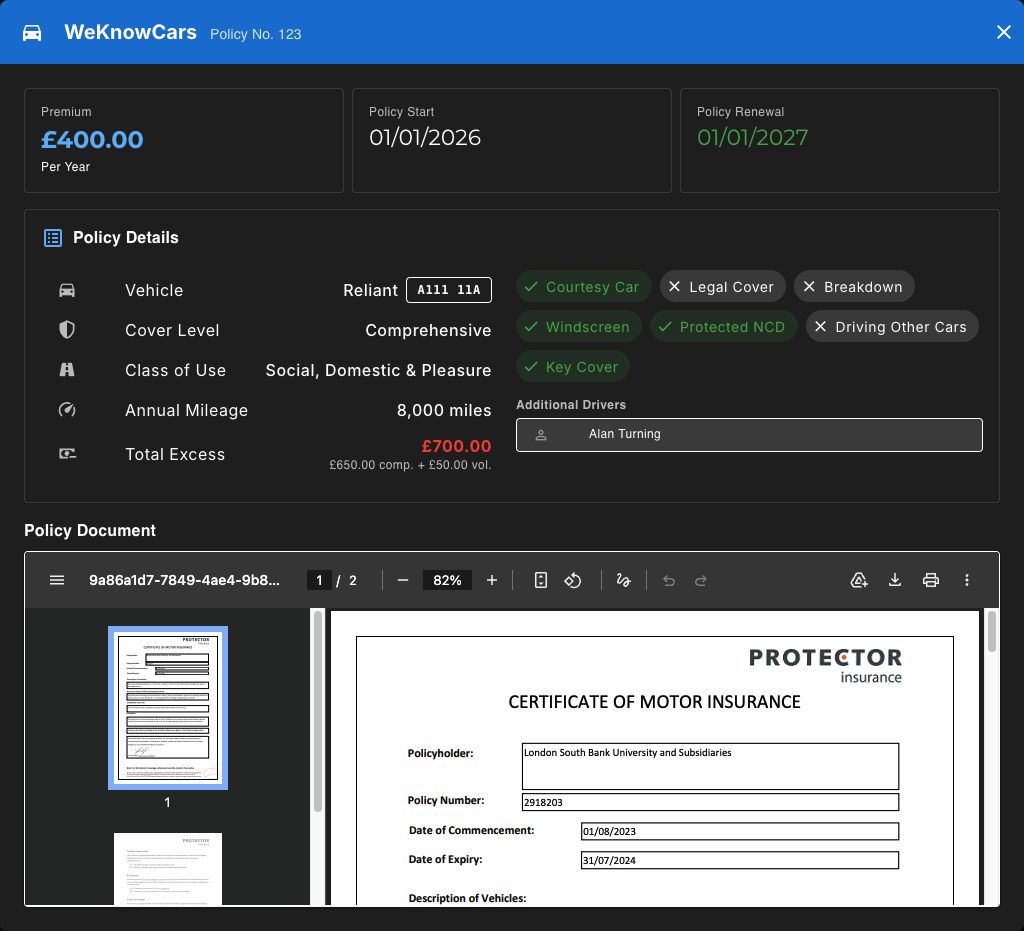 WeKnowCars Policy No. 123
Premium
£400.00
Per Year
Policy Start
01/01/2026
Policy Renewal
01/01/2027
Policy Details
Vehicle Reliant A111 11A
Cover Level Comprehensive
Class of Use Social, Domestic & Pleasure
Annual Mileage 8,000 miles
Total Excess £700.00
£650.00 comp. + £50.00 vol.
Courtesy Car Legal Cover Breakdown
Windscreen Protected NCD Driving Other Cars
Key Cover
Additional Drivers
Alan Turning
Policy Document
9a86a1d7-7849-4ae4-9b8... 1 / 2 82%
PROTECTOR
CERTIFICATE OF MOTOR INSURANCE
1
PROTECTOR
insurance
CERTIFICATE OF MOTOR INSURANCE
Policyholder: London South Bank University and Subsidiaries
Policy Number: 2918203
Date of Commencement: 01/08/2023
Date of Expiry: 31/07/2024
Description of Vehicles: